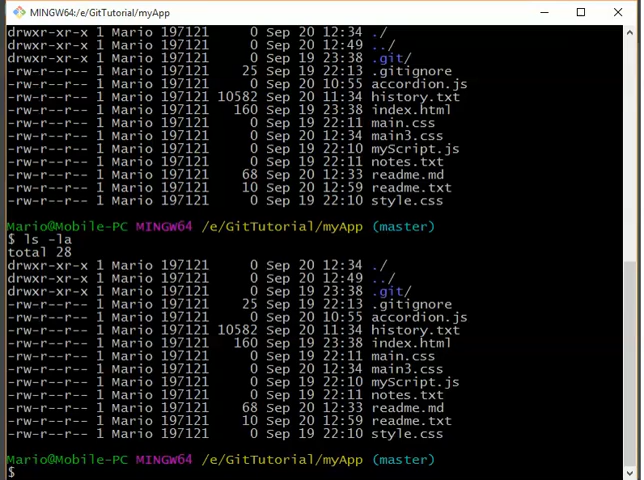 MINGW64:/e/GitTutorial/myApp
drwxr-xr-x 1 Mario 197121     0 Sep 20 12:34 ./
drwxr-xr-x 1 Mario 197121     0 Sep 20 12:49 ../
drwxr-xr-x 1 Mario 197121     0 Sep 19 23:38 .git/
-rw-r--r-- 1 Mario 197121    25 Sep 19 22:13 .gitignore
-rw-r--r-- 1 Mario 197121     0 Sep 20 10:55 accordion.js
-rw-r--r-- 1 Mario 197121 10582 Sep 20 11:34 history.txt
-rw-r--r-- 1 Mario 197121   160 Sep 19 23:38 index.html
-rw-r--r-- 1 Mario 197121     0 Sep 19 22:11 main.css
-rw-r--r-- 1 Mario 197121     0 Sep 20 12:34 main3.css
-rw-r--r-- 1 Mario 197121     0 Sep 19 22:10 myScript.js
-rw-r--r-- 1 Mario 197121     0 Sep 19 22:11 notes.txt
-rw-r--r-- 1 Mario 197121    68 Sep 20 12:33 readme.md
-rw-r--r-- 1 Mario 197121    10 Sep 20 12:59 readme.txt
-rw-r--r-- 1 Mario 197121     0 Sep 19 22:10 style.css
Mario@Mobile-PC MINGW64 /e/GitTutorial/myApp (master)
$ ls -la
total 28
drwxr-xr-x 1 Mario 197121     0 Sep 20 12:34 ./
drwxr-xr-x 1 Mario 197121     0 Sep 20 12:49 ../
drwxr-xr-x 1 Mario 197121     0 Sep 19 23:38 .git/
-rw-r--r-- 1 Mario 197121    25 Sep 19 22:13 .gitignore
-rw-r--r-- 1 Mario 197121     0 Sep 20 10:55 accordion.js
-rw-r--r-- 1 Mario 197121 10582 Sep 20 11:34 history.txt
-rw-r--r-- 1 Mario 197121   160 Sep 19 23:38 index.html
-rw-r--r-- 1 Mario 197121     0 Sep 19 22:11 main.css
-rw-r--r-- 1 Mario 197121     0 Sep 20 12:34 main3.css
-rw-r--r-- 1 Mario 197121     0 Sep 19 22:10 myScript.js
-rw-r--r-- 1 Mario 197121     0 Sep 19 22:11 notes.txt
-rw-r--r-- 1 Mario 197121    68 Sep 20 12:33 readme.md
-rw-r--r-- 1 Mario 197121    10 Sep 20 12:59 readme.txt
-rw-r--r-- 1 Mario 197121     0 Sep 19 22:10 style.css
Mario@Mobile-PC MINGW64 /e/GitTutorial/myApp (master)
$